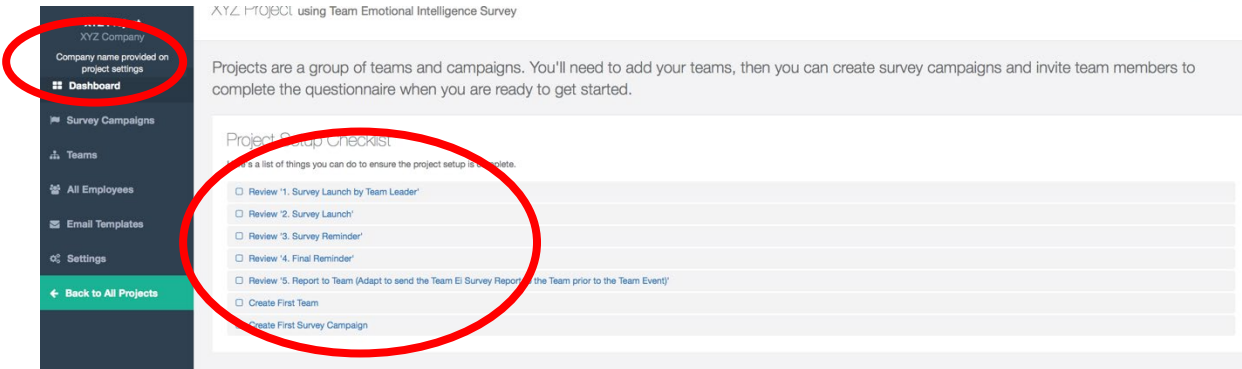 XYZ Project using Team Emotional Intelligence Survey
XYZ Project
XYZ Company
Company name provided on
project settings
Dashboard
Survey Campaigns
Teams
All Employees
Email Templates
Settings
Back to All Projects
Projects are a group of teams and campaigns. You'll need to add your teams, then you can create survey campaigns and invite team members to
complete the questionnaire when you are ready to get started.
Project Setup Checklist
Here's a list of things you can do to ensure the project setup is complete.
Review '1. Survey Launch by Team Leader'
Review '2. Survey Launch'
Review '3. Survey Reminder'
Review '4. Final Reminder'
Review '5. Report to Team (Adapt to send the Team Ei Survey Report to the Team prior to the Team Event)'
Create First Team
Create First Survey Campaign